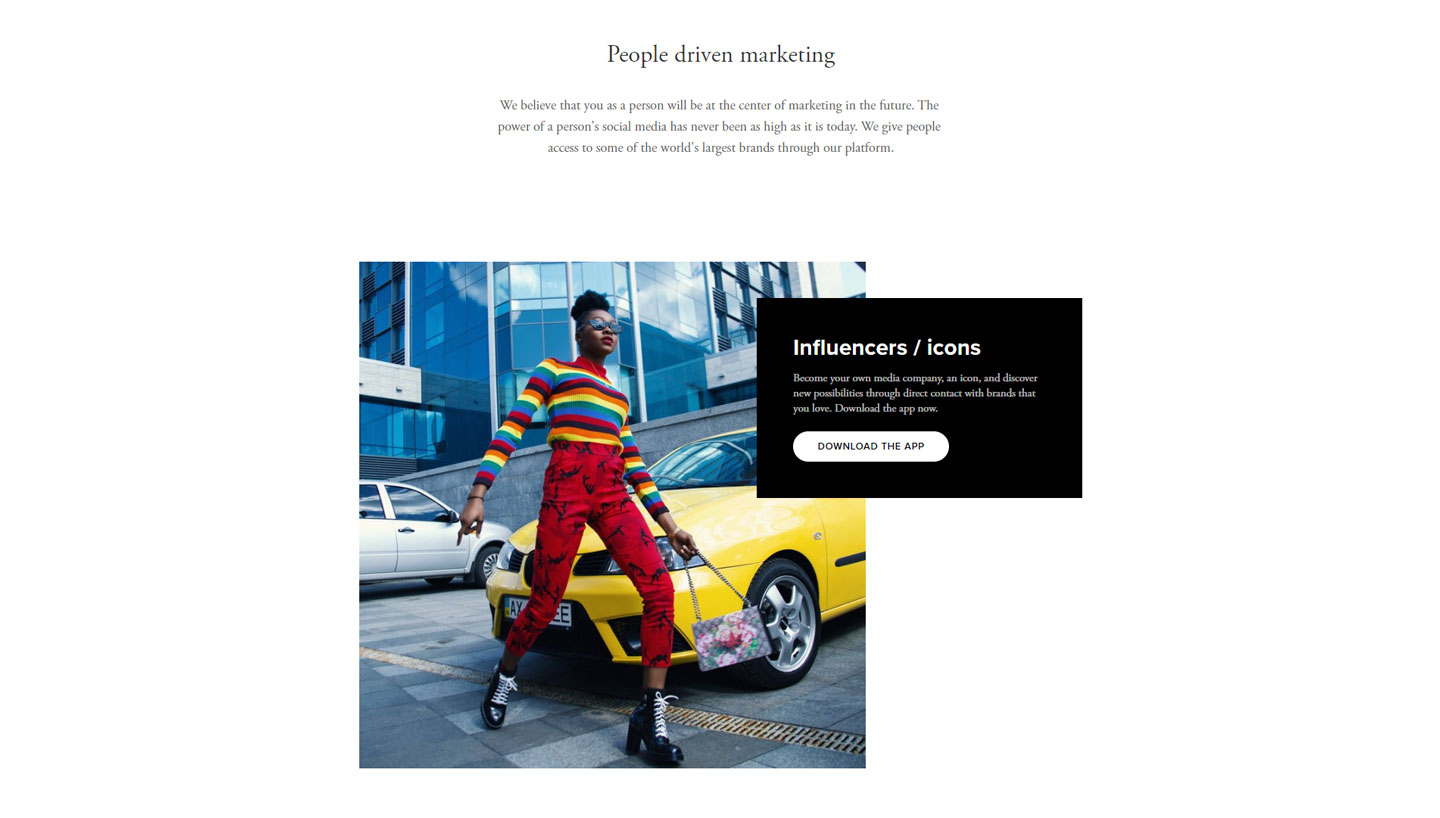 People driven marketing
We believe that you as a person will be at the center of marketing in the future. The
power of a person's social media has never been as high as it is today. We give people
access to some of the world's largest brands through our platform.
Influencers / icons
Become your own media company, an icon, and discover
new possibilities through direct contact with brands that
you love. Download the app now.
DOWNLOAD THE APP